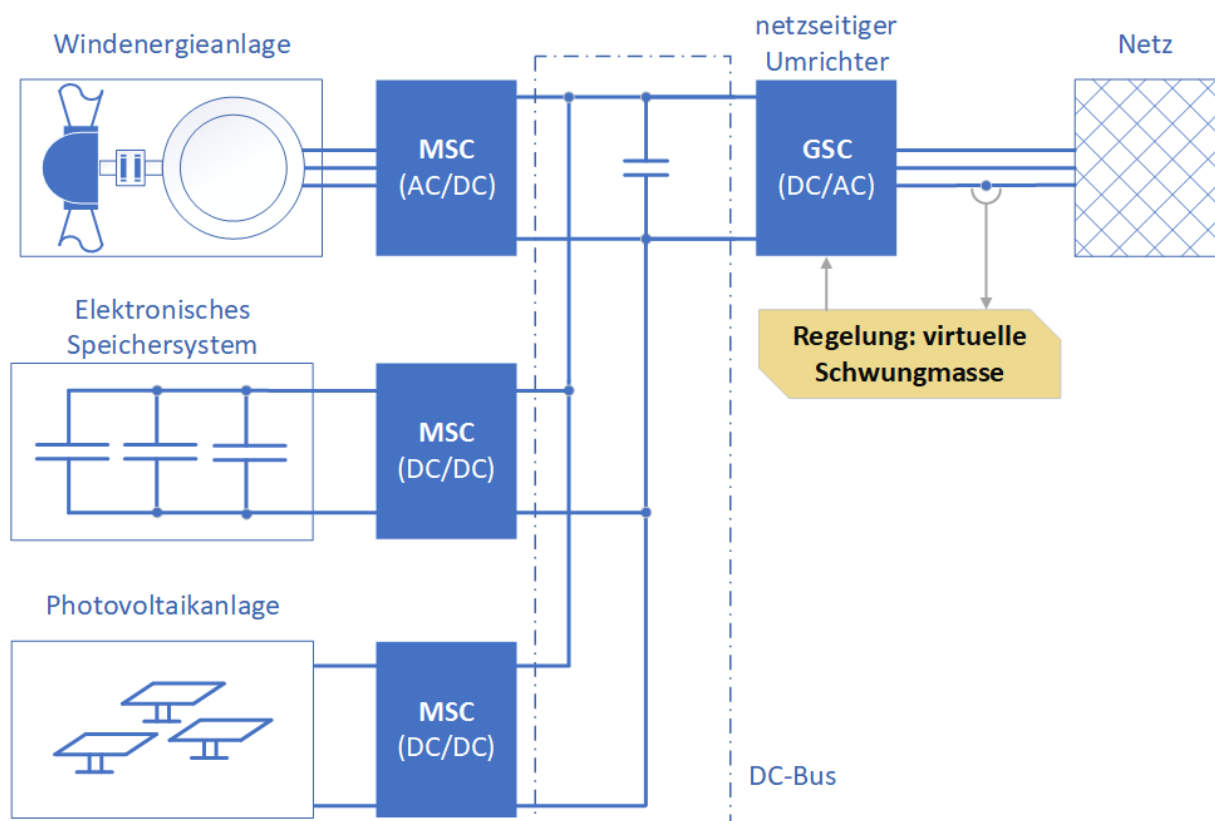 Windenergieanlage
netzseitiger
Umrichter
Netz
MSC
(AC/DC)
GSC
(DC/AC)
Elektronisches
Speichersystem
Regelung: virtuelle
Schwungmasse
MSC
(DC/DC)
Photovoltaikanlage
MSC
(DC/DC)
DC-Bus